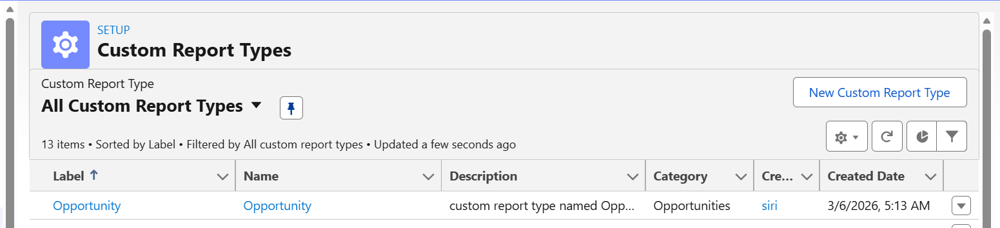 SETUP
Custom Report Types
Custom Report Type
All Custom Report Types
New Custom Report Type
13 items • Sorted by Label • Filtered by All custom report types • Updated a few seconds ago
Label Name Description Category Cre... Created Date
Opportunity Opportunity custom report type named Opp... Opportunities siri 3/6/2026, 5:13 AM